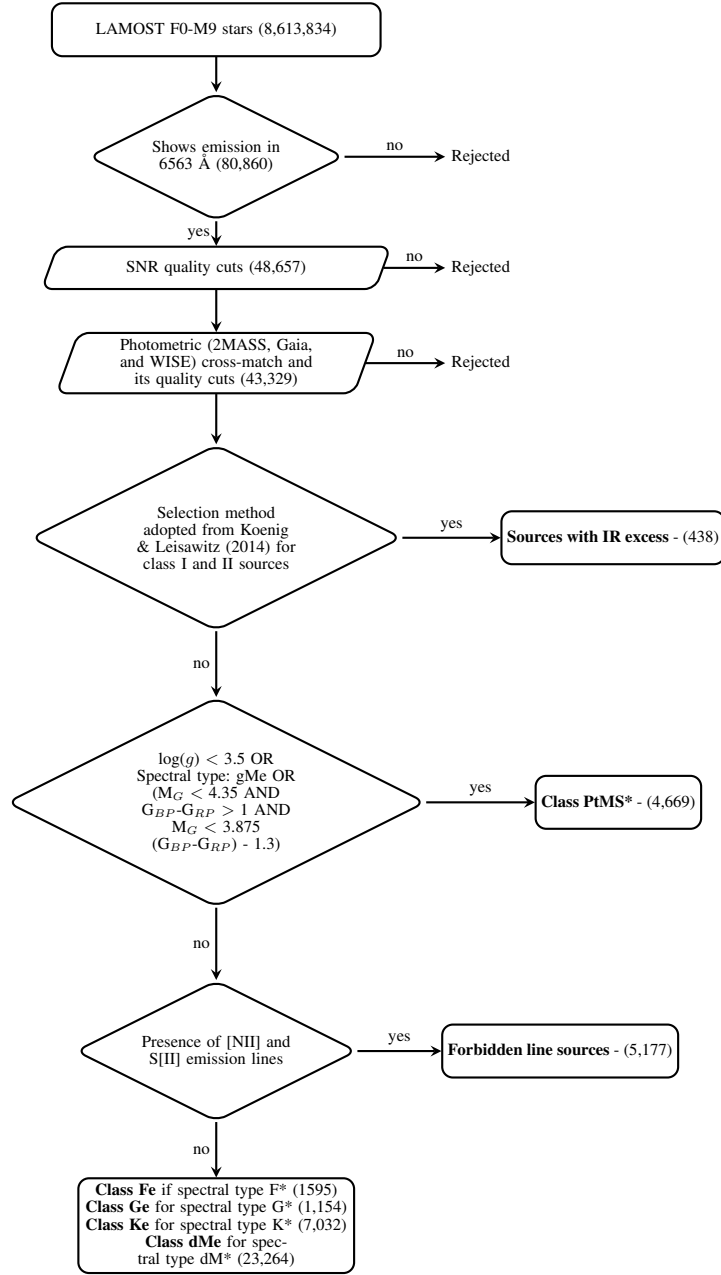 LAMOST F0-M9 stars (8,613,834)
Shows emission in
6563 Å (80,860)
no
Rejected
yes
SNR quality cuts (48,657)
no
Rejected
Photometric (2MASS, Gaia,
and WISE) cross-match and
its quality cuts (43,329)
no
Rejected
Selection method
adopted from Koenig
& Leisawitz (2014) for
class I and II sources
yes
Sources with IR excess - (438)
no
log(g) < 3.5 OR
Spectral type: gMe OR
(M_G < 4.35 AND
G_BP-G_RP > 1 AND
M_G < 3.875
(G_BP-G_RP) - 1.3)
yes
Class PtMS* - (4,669)
no
Presence of [NII] and
S[II] emission lines
yes
Forbidden line sources - (5,177)
no
Class Fe if spectral type F* (1595)
Class Ge for spectral type G* (1,154)
Class Ke for spectral type K* (7,032)
Class dMe for spec-
tral type dM* (23,264)